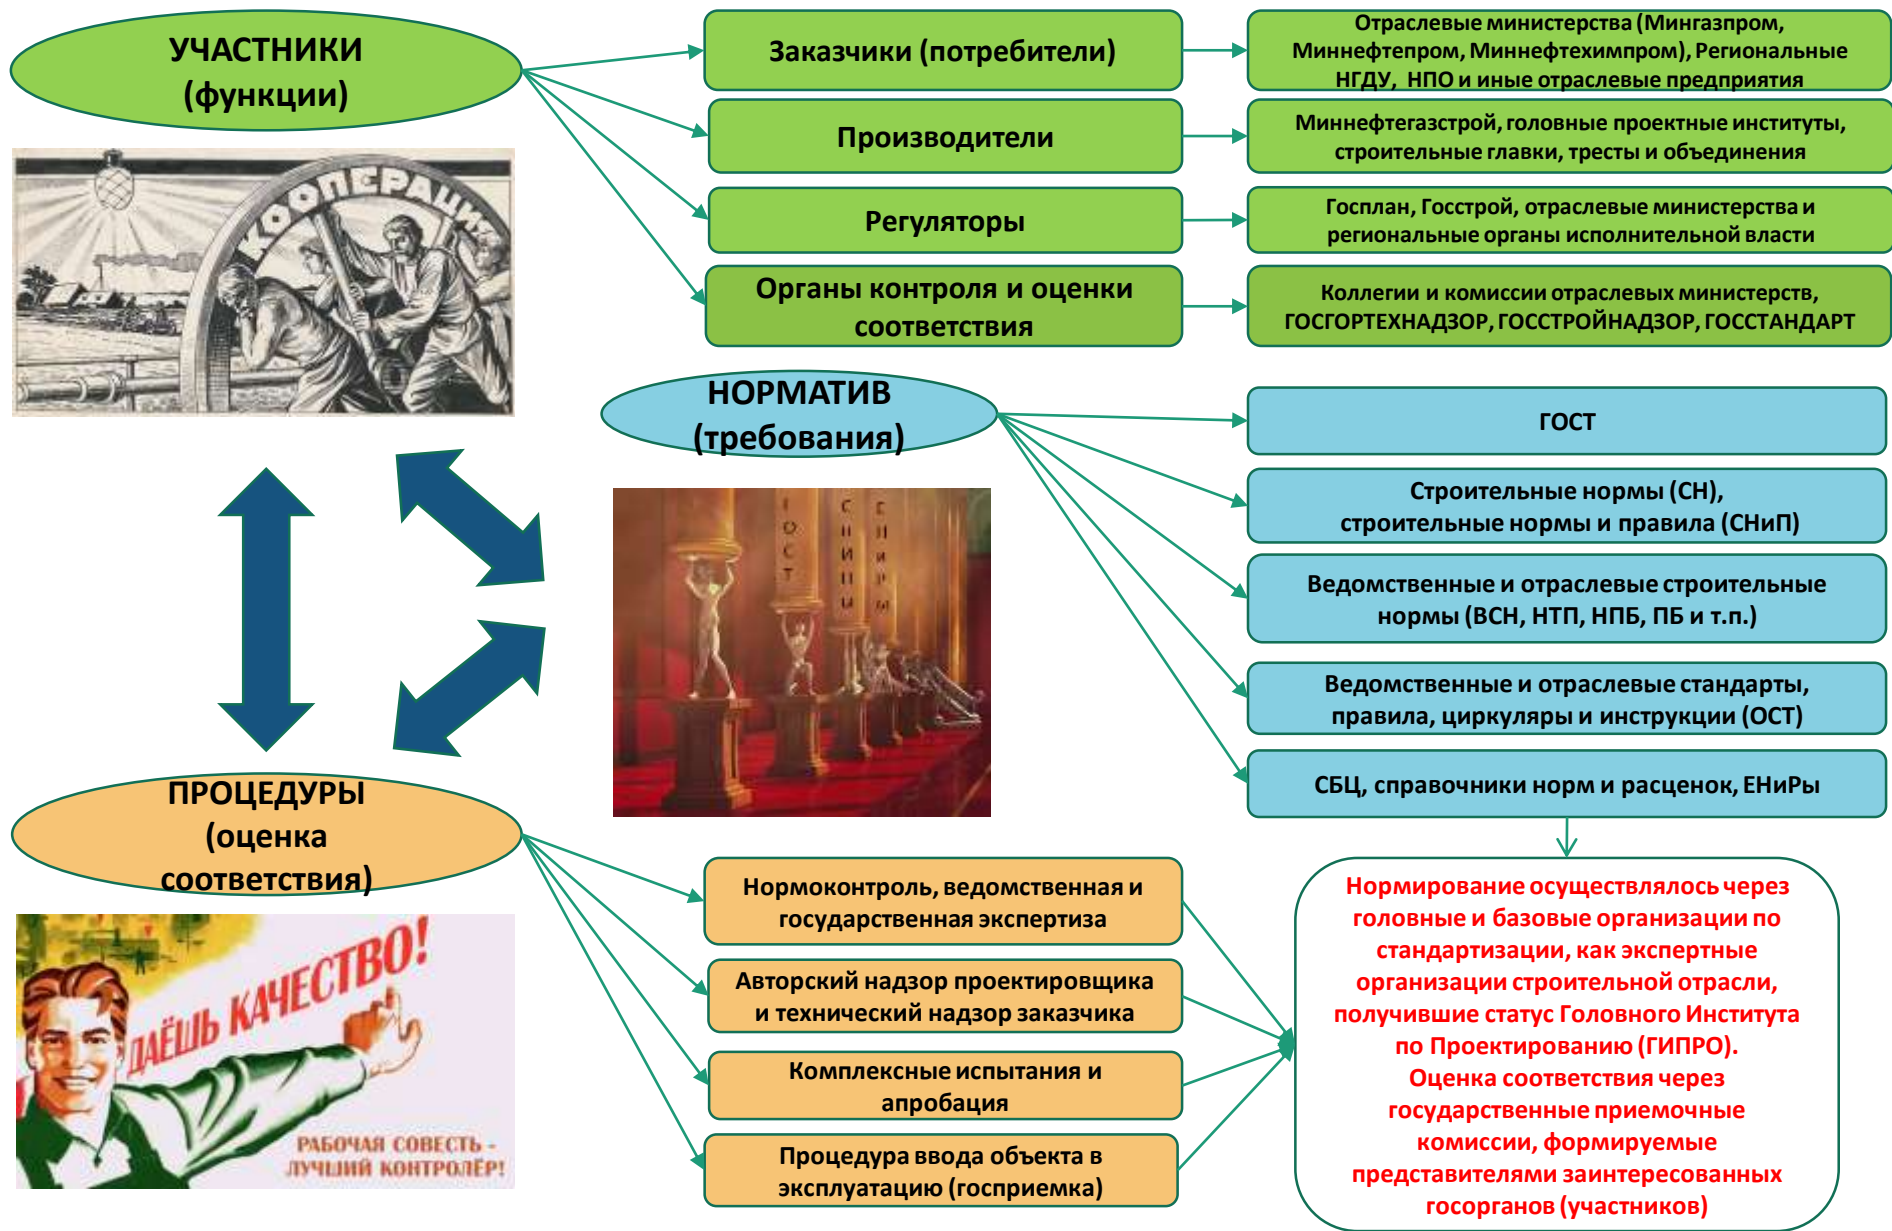 УЧАСТНИКИ
(функции)
Заказчики (потребители)
Отраслевые министерства (Мингазпром,
Миннефтепром, Миннефтехимпром), Региональные
НГДУ, НПО и иные отраслевые предприятия
Производители
Миннефтегазстрой, головные проектные институты,
строительные главки, тресты и объединения
Регуляторы
Госплан, Госстрой, отраслевые министерства и
региональные органы исполнительной власти
Органы контроля и оценки
соответствия
Коллегии и комиссии отраслевых министерств,
ГОСГОРТЕХНАДЗОР, ГОССТРОЙНАДЗОР, ГОССТАНДАРТ
КООПЕРАЦИЯ
НОРМАТИВ
(требования)
ГОСТ
Строительные нормы (СН),
строительные нормы и правила (СНиП)
Ведомственные и отраслевые строительные
нормы (ВСН, НТП, НПБ, ПБ и т.п.)
Ведомственные и отраслевые стандарты,
правила, циркуляры и инструкции (ОСТ)
СБЦ, справочники норм и расценок, ЕНиРы
ГОСТ
ПРОЦЕДУРЫ
(оценка
соответствия)
Нормоконтроль, ведомственная и
государственная экспертиза
Авторский надзор проектировщика
и технический надзор заказчика
Комплексные испытания и
апробация
Процедура ввода объекта в
эксплуатацию (госприемка)
Нормирование осуществлялось через
головные и базовые организации по
стандартизации, как экспертные
организации строительной отрасли,
получившие статус Головного Института
по Проектированию (ГИПРО).
Оценка соответствия через
государственные приемочные
комиссии, формируемые
представителями заинтересованных
госорганов (участников)
ДАЁШЬ КАЧЕСТВО!
РАБОЧАЯ СОВЕСТЬ -
ЛУЧШИЙ КОНТРОЛЁР!